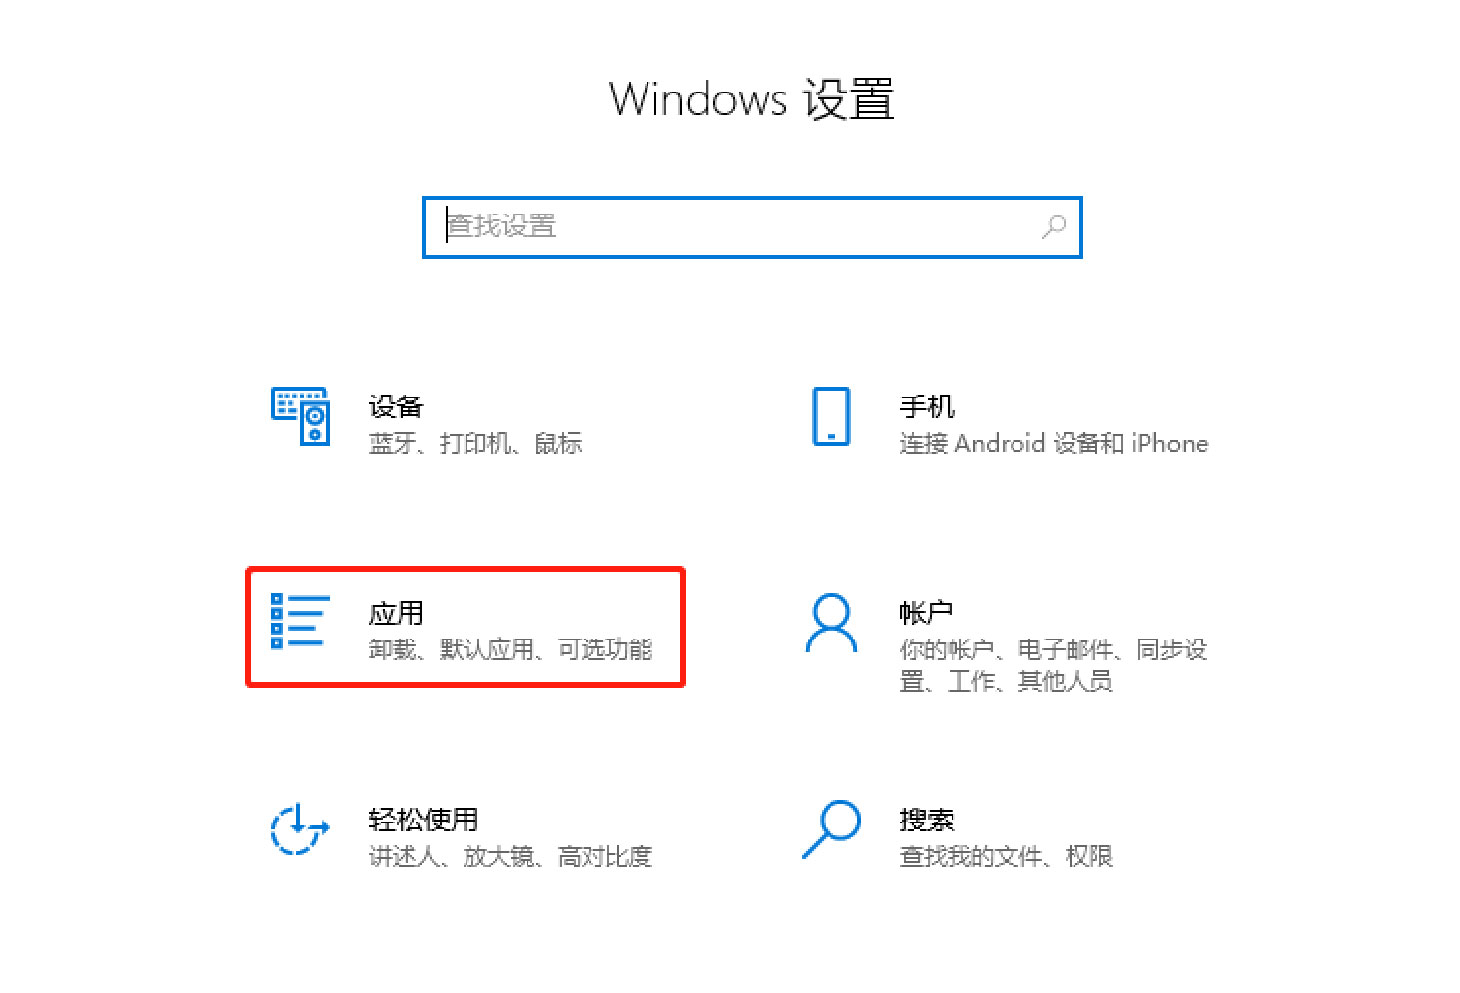 Windows 设置
查找设置
设备
蓝牙、打印机、鼠标
手机
连接 Android 设备和 iPhone
应用
卸载、默认应用、可选功能
帐户
你的帐户、电子邮件、同步设
置、工作、其他人员
轻松使用
讲述人、放大镜、高对比度
搜索
查找我的文件、权限